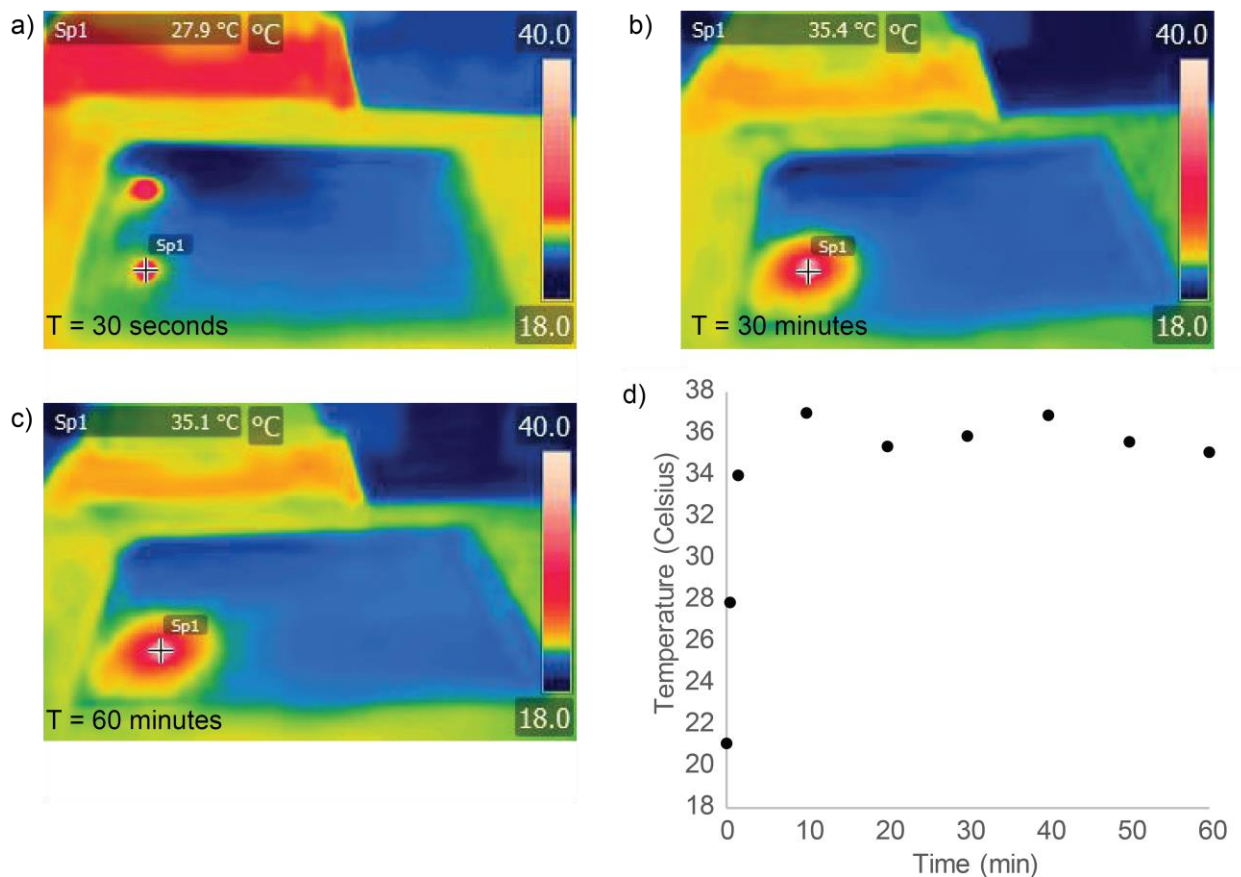 a)
Sp1 27.9 °C °C 40.0
Sp1
T = 30 seconds 18.0
b)
Sp1 35.4 °C °C 40.0
Sp1
T = 30 minutes 18.0
c)
Sp1 35.1 °C °C 40.0
Sp1
T = 60 minutes 18.0
d)
Temperature (Celsius)
38
36
34
32
30
28
26
24
22
20
18
0 10 20 30 40 50 60
Time (min)